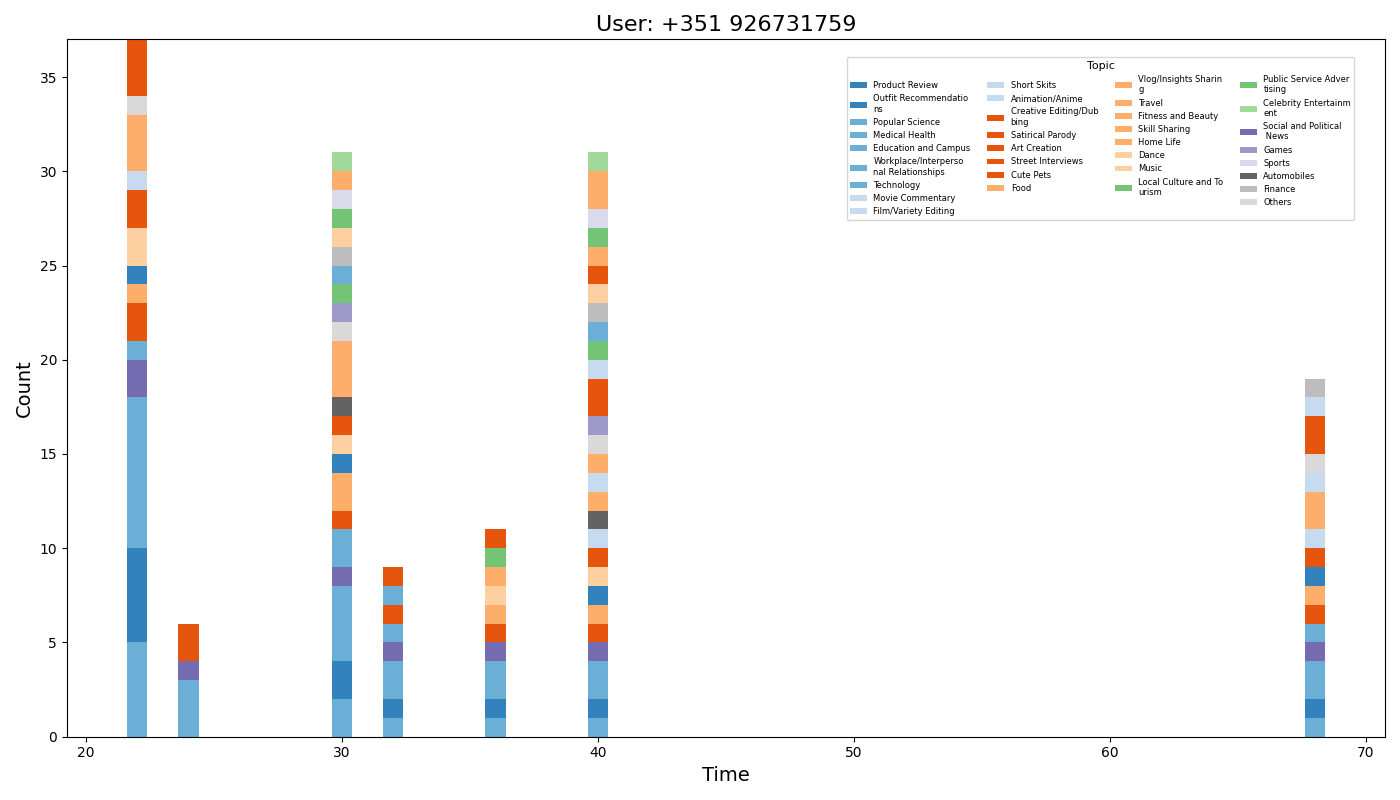 User: +351 926731759
Topic
Product Review
Outfit Recommendatio
ns
Popular Science
Medical Health
Education and Campus
Workplace/Interperso
nal Relationships
Technology
Movie Commentary
Film/Variety Editing
Short Skits
Animation/Anime
Creative Editing/Dub
bing
Satirical Parody
Art Creation
Street Interviews
Cute Pets
Food
Vlog/Insights Sharin
g
Travel
Fitness and Beauty
Skill Sharing
Home Life
Dance
Music
Local Culture and To
urism
Public Service Adver
tising
Celebrity Entertainm
ent
Social and Political
News
Games
Sports
Automobiles
Finance
Others
Count
35
30
25
20
15
10
5
0
20
30
40
50
60
70
Time